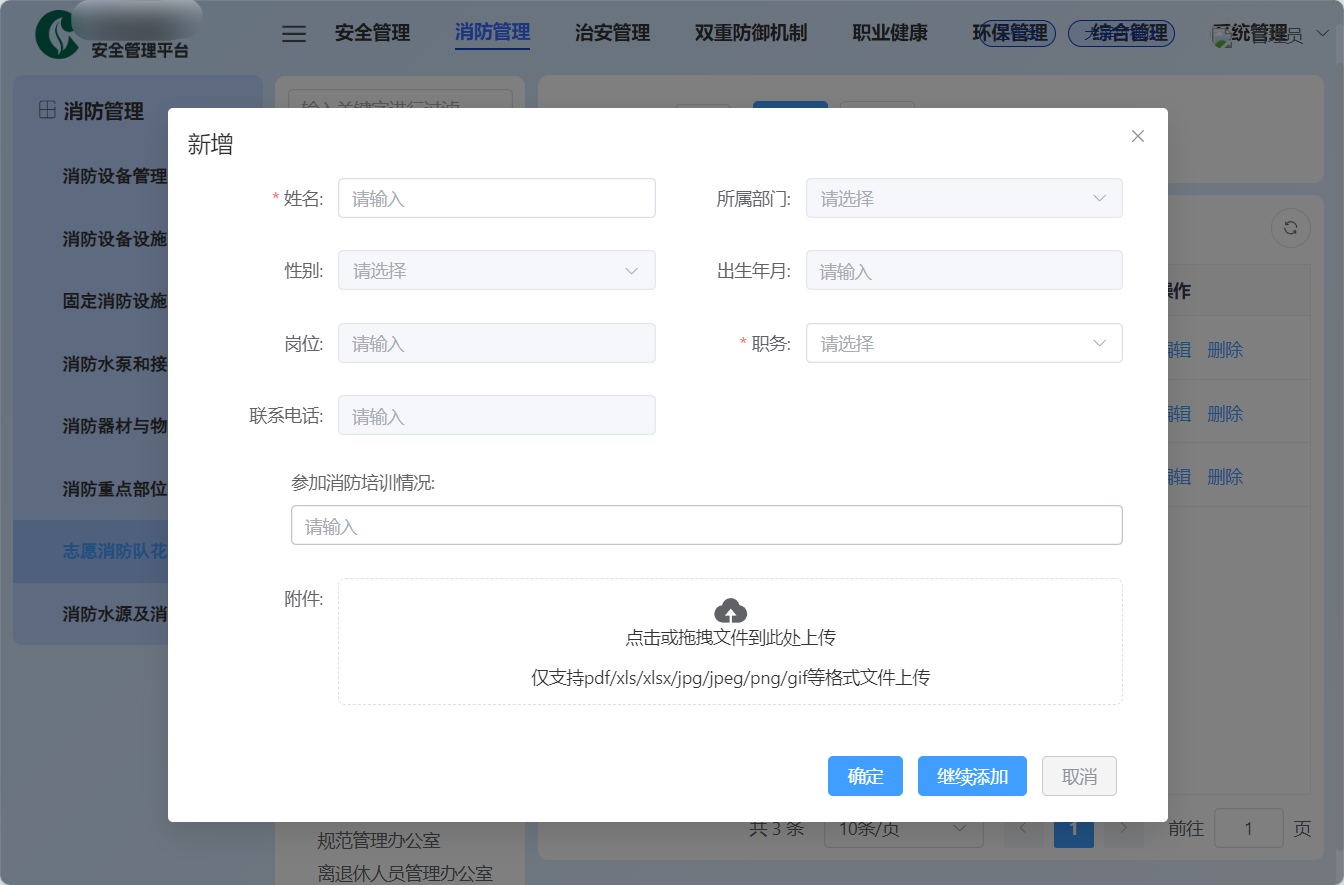 安全管理平台
安全管理 消防管理 治安管理 双重防御机制 职业健康 环保管理 综合管理 系统管理
消防管理
消防设备管理
消防设备设施
固定消防设施
消防水泵和接
消防器材与物
消防重点部位
志愿消防队花
消防水源及消
输入关键字进行过滤
新增
* 姓名: 请输入
所属部门: 请选择
性别: 请选择
出生年月: 请输入
岗位: 请输入
* 职务: 请选择
联系电话: 请输入
参加消防培训情况:
请输入
附件:
点击或拖拽文件到此处上传
仅支持pdf/xls/xlsx/jpg/jpeg/png/gif等格式文件上传
确定 继续添加 取消
操作
编辑 删除
编辑 删除
编辑 删除
规范管理办公室
离退休人员管理办公室
共 3 条 10条/页 1 前往 1 页